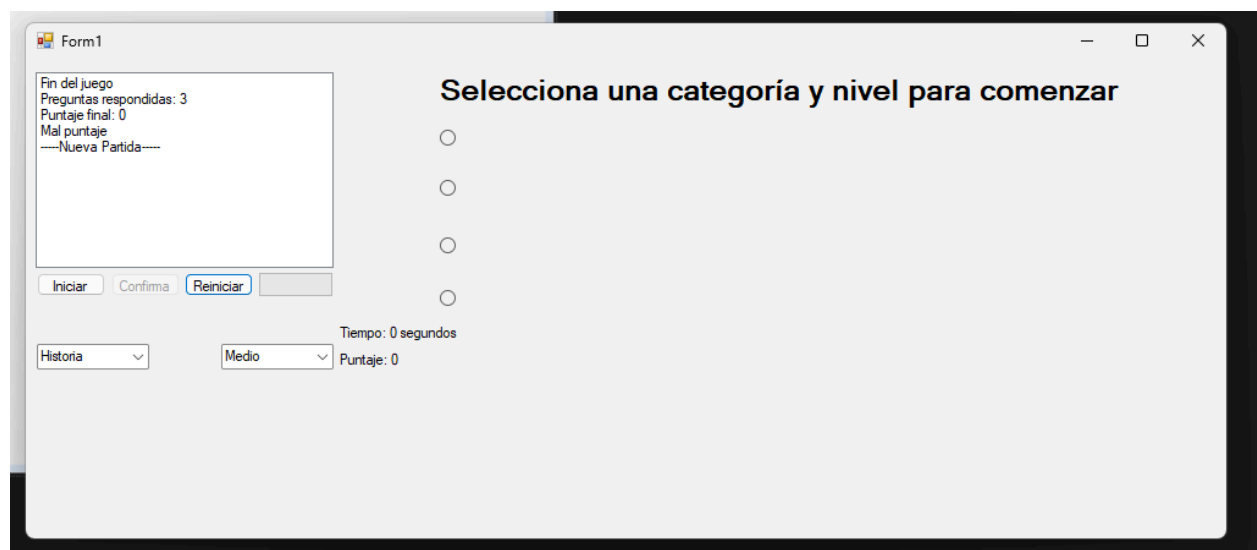 Form1
Fin del juego
Preguntas respondidas: 3
Puntaje final: 0
Mal puntaje
-----Nueva Partida-----
Selecciona una categoría y nivel para comenzar
Iniciar Confirma Reiniciar
Tiempo: 0 segundos
Historia Medio Puntaje: 0